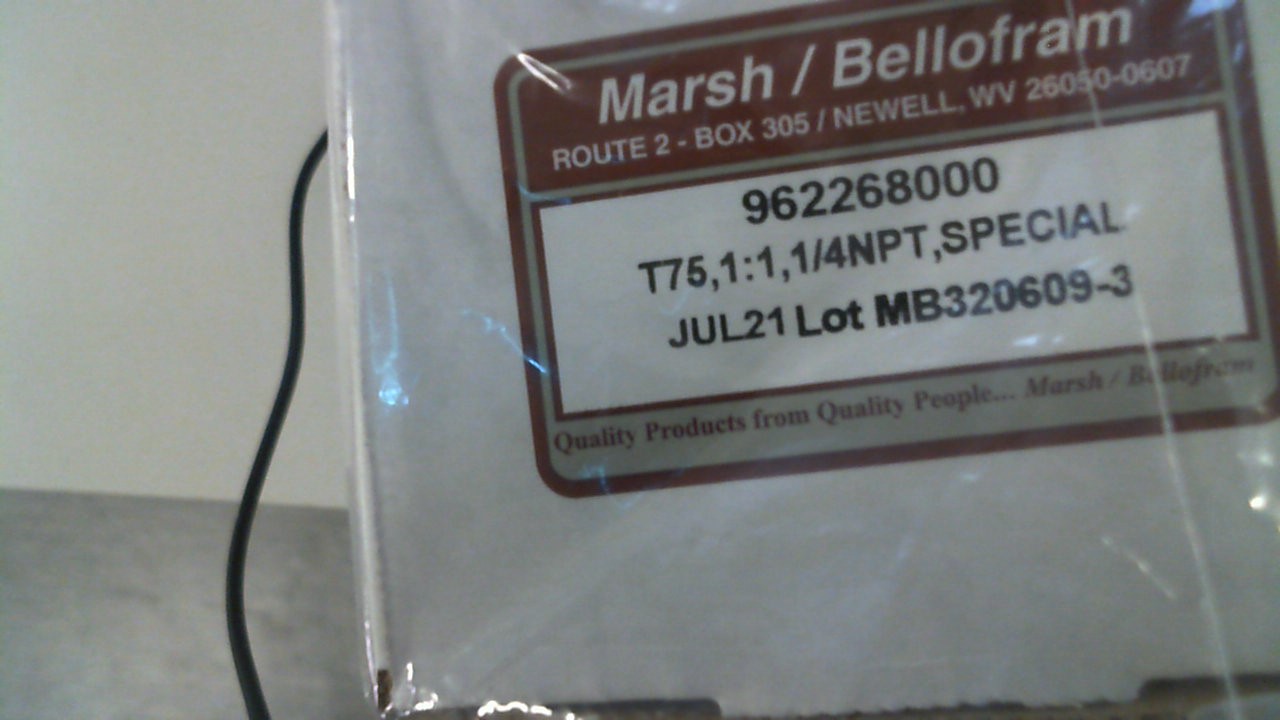 Marsh / Bellofram
ROUTE 2 - BOX 305 / NEWELL, WV 26050-0607
962268000
T75,1:1,1/4NPT,SPECIAL
JUL21 Lot MB320609-3
Quality Products from Quality People... Marsh / Bellofram